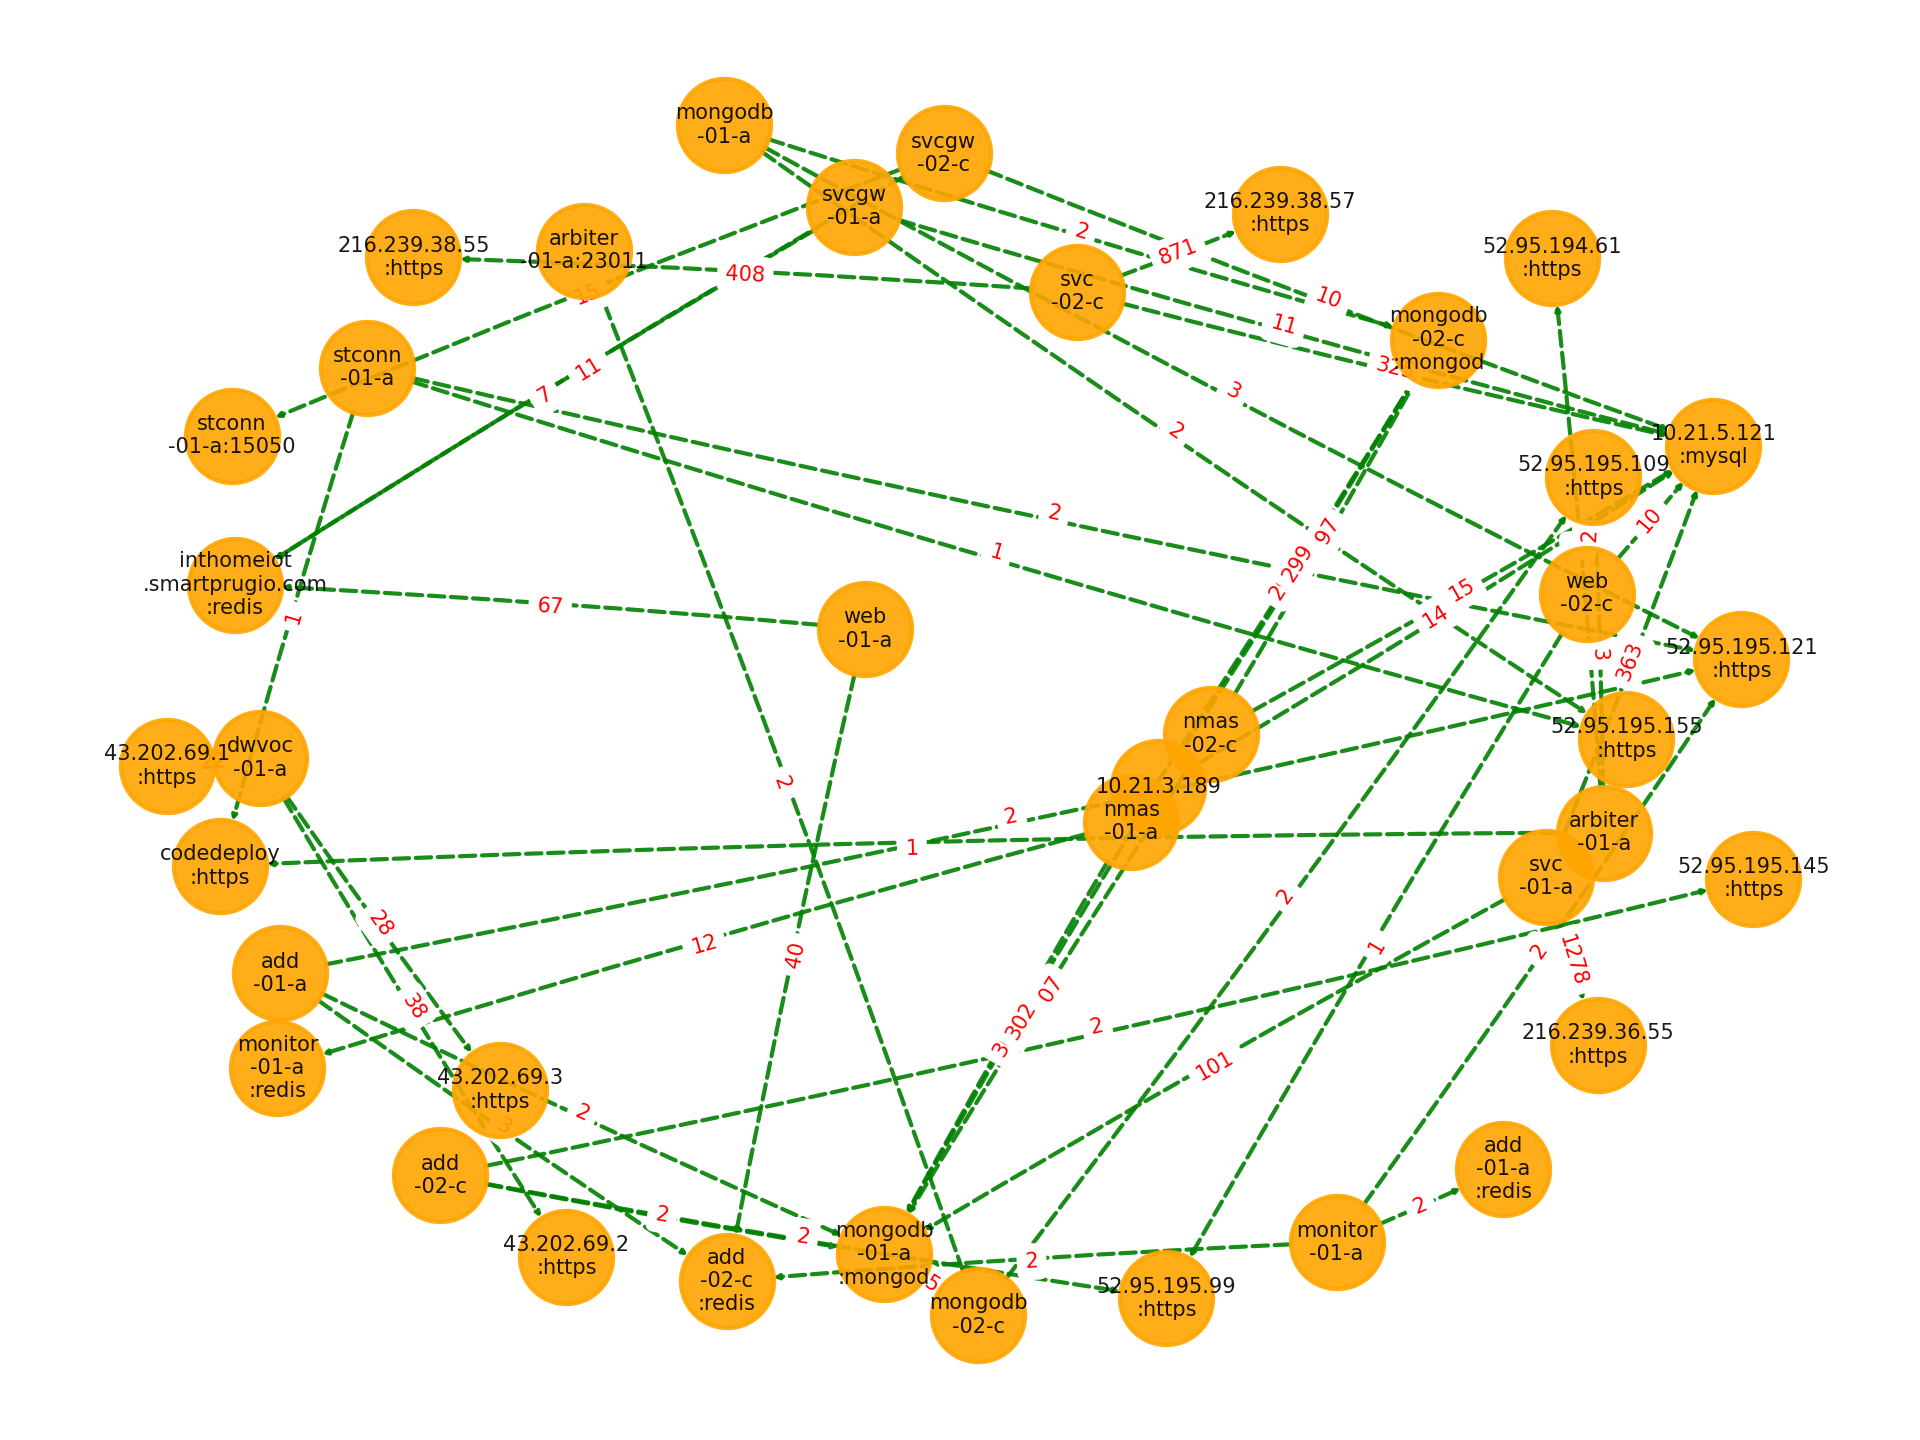 mongodb
-01-a
svcgw
-02-c
svcgw
-01-a
216.239.38.57
:https
216.239.38.55
:https
arbiter
-01-a:23011
52.95.194.61
:https
svc
-02-c
2
871
408
15
10
11
mongodb
-02-c
:mongod
stconn
-01-a
7
11
3
2
stconn
-01-a:15050
10.21.5.121
:mysql
52.95.195.109
:https
2
1
97
299
2
10
inthomeiot
.smartprugio.com
:redis
67
web
-01-a
web
-02-c
15
14
1
3
363
52.95.195.121
:https
43.202.69.1
:https
dwvoc
-01-a
nmas
-02-c
52.95.195.155
:https
2
10.21.3.189
nmas
-01-a
arbiter
-01-a
codedeploy
:https
2
1
svc
-01-a
52.95.195.145
:https
28
12
40
2
1
2
1278
add
-01-a
38
07
302
3
2
monitor
-01-a
:redis
43.202.69.3
:https
101
216.239.36.55
:https
2
3
add
-02-c
add
-01-a
:redis
2
2
2
43.202.69.2
:https
add
-02-c
:redis
mongodb
-01-a
:mongod
5
mongodb
-02-c
2
52.95.195.99
:https
monitor
-01-a